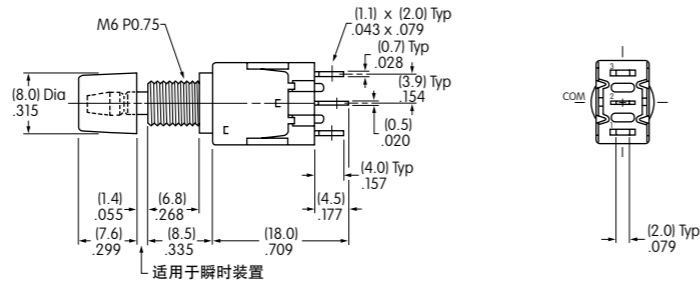 M6 P0.75
(1.1) x (2.0) Typ
.043 x .079
(0.7) Typ
.028
(3.9) Typ
.154
(8.0) Dia
.315
(0.5)
.020
(4.0) Typ
.157
(1.4)
.055
(6.8)
.268
(4.5)
.177
(7.6)
.299
(8.5)
.335
(18.0)
.709
适用于瞬时装置
3
COM
2
1
(2.0) Typ
.079